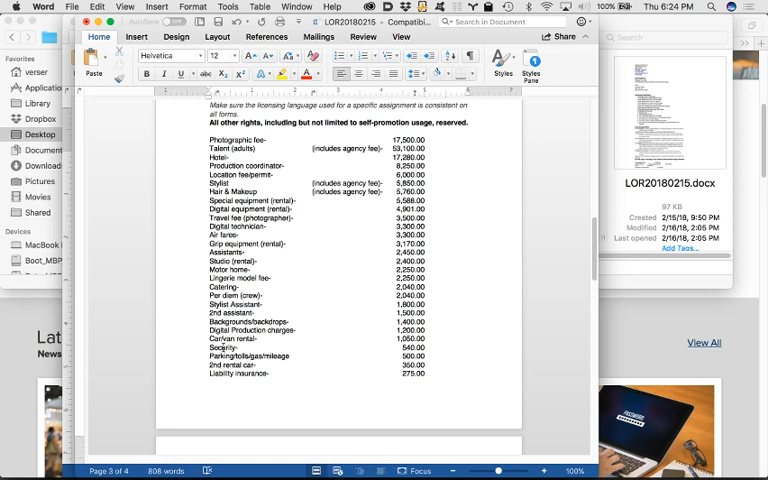 Word File Edit View Insert Format Tools Table Window Help 100% Thu 6:24 PM
AutoSave LOR20180215 - Compatibi... Search in Document
Home Insert Design Layout References Mailings Review View Share
Paste Helvetica 12 Styles Styles Pane
Search
Favorites
verser
Applicatio
Library
Dropbox
Desktop
Document
Download
Pictures
Movies
Shared
Devices
MacBook
Boot_MBP
Make sure the licensing language used for a specific assignment is consistent on
all forms.
All other rights, including but not limited to self-promotion usage, reserved.
Photographic fee- 17,500.00
Talent (adults) (includes agency fee)- 53,100.00
Hotel- 17,280.00
Production coordinator- 8,250.00
Location fee/permit- 6,000.00
Stylist (includes agency fee)- 5,850.00
Hair & Makeup (includes agency fee)- 5,760.00
Special equipment (rental)- 5,588.00
Digital equipment (rental)- 4,901.00
Travel fee (photographer)- 3,500.00
Digital technician- 3,300.00
Air fares- 3,300.00
Grip equipment (rental)- 3,170.00
Assistants- 2,450.00
Studio (rental)- 2,400.00
Motor home- 2,250.00
Lingerie model fee- 2,250.00
Catering- 2,040.00
Per diem (crew)- 2,040.00
Stylist Assistant- 1,800.00
2nd assistant- 1,500.00
Backgrounds/backdrops- 1,400.00
Digital Production charges- 1,200.00
Car/van rental- 1,050.00
Security- 540.00
Parking/tolls/gas/mileage 500.00
2nd rental car- 350.00
Liability insurance- 275.00
LOR20180215.docx
97 KB
Created 2/15/18, 9:50 PM
Modified 2/16/18, 2:05 PM
Last opened 2/16/18, 2:05 PM
Add Tags...
Lat
News
View All
PASSWORD
Page 3 of 4 808 words Focus 100%